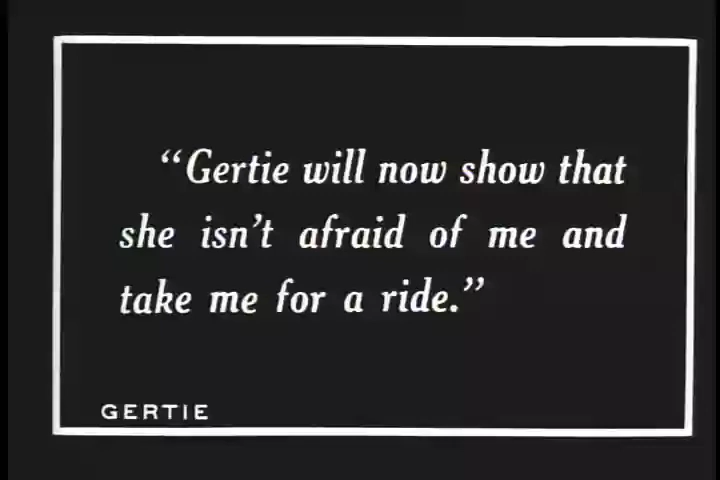 “Gertie will now show that
she isn’t afraid of me and
take me for a ride.”
GERTIE